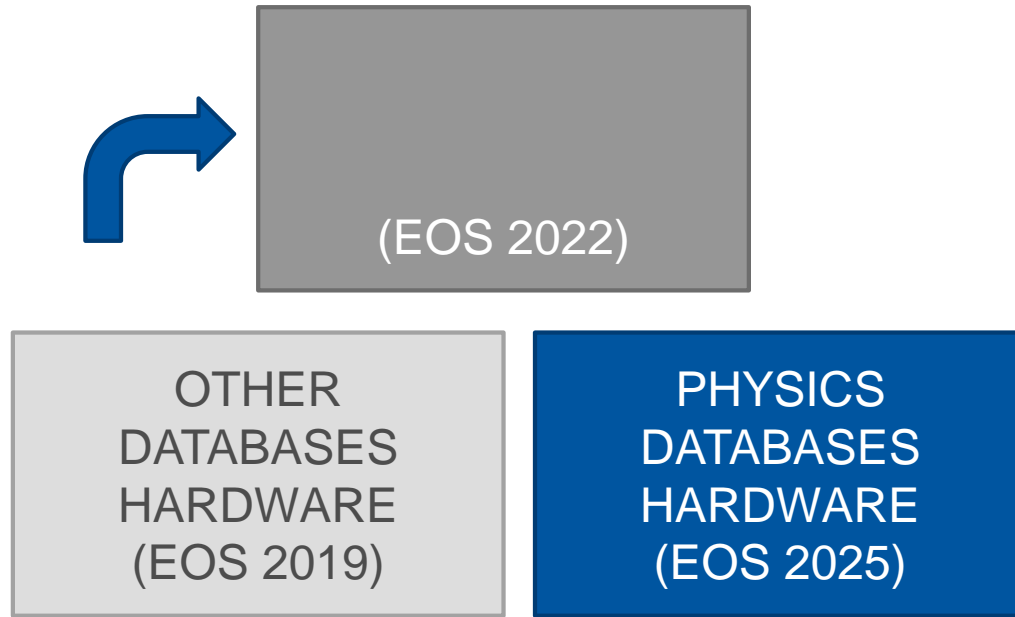 (EOS 2022)
OTHER
DATABASES
HARDWARE
(EOS 2019)
PHYSICS
DATABASES
HARDWARE
(EOS 2025)